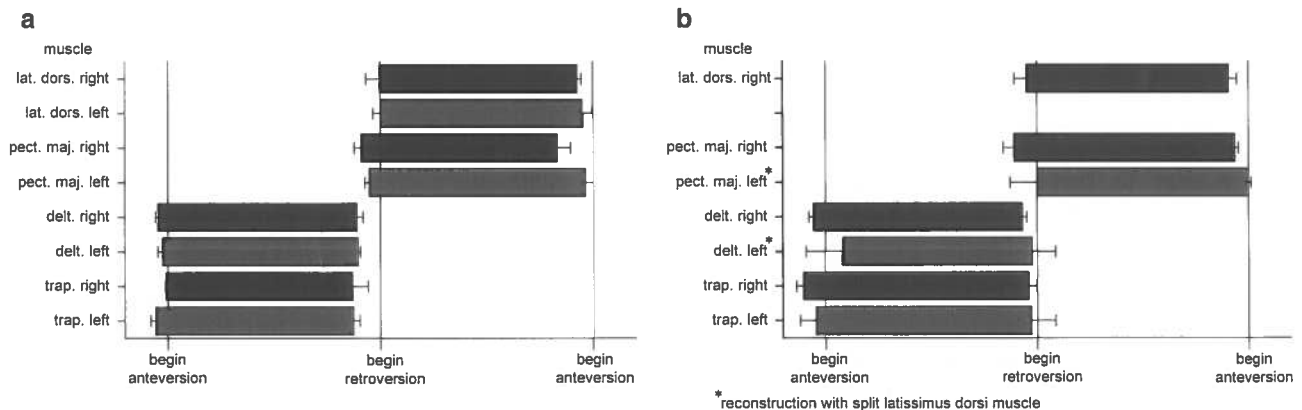 a
muscle
lat. dors. right
lat. dors. left
pect. maj. right
pect. maj. left
delt. right
delt. left
trap. right
trap. left
begin
anteversion
begin
retroversion
begin
anteversion
b
muscle
lat. dors. right
pect. maj. right
pect. maj. left*
delt. right
delt. left*
trap. right
trap. left
begin
anteversion
begin
retroversion
begin
anteversion
*reconstruction with split latissimus dorsi muscle